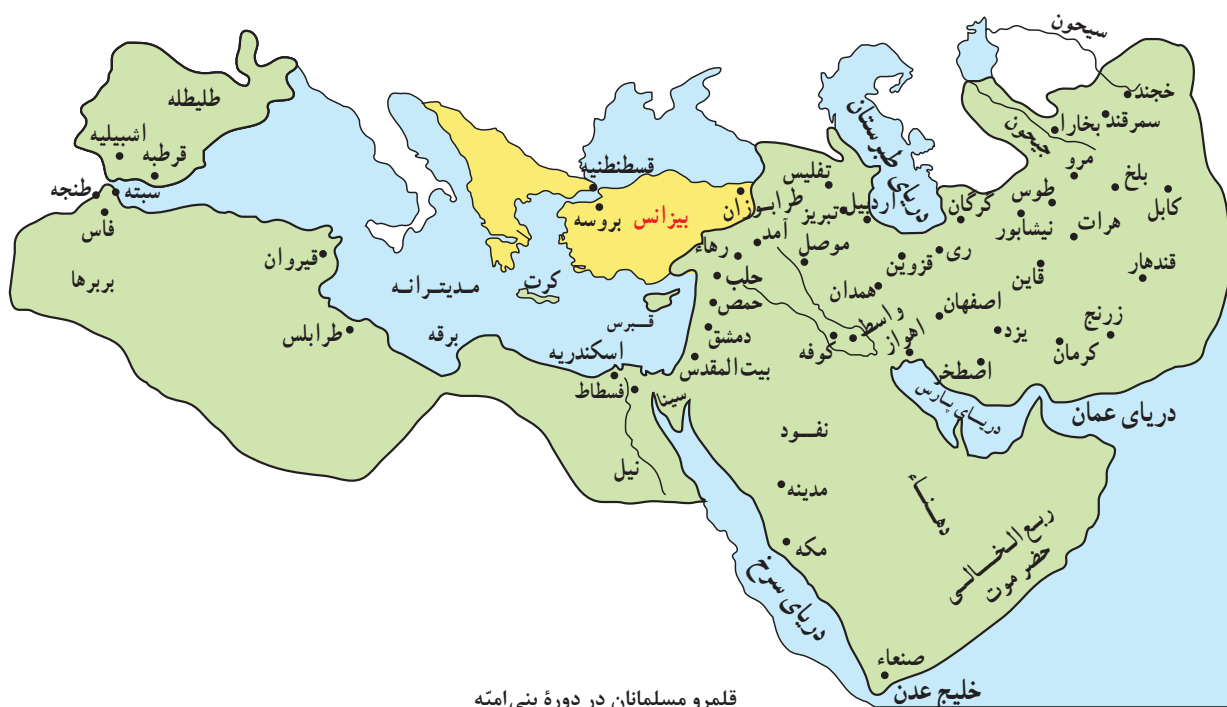 سیحون
خجند
سمرقند
بخارا
جیحون
مرو
بلخ
کابل
طوس
نیشابور
هرات
قندهار
گرگان
دریای طبرستان
تفلیس
اردبیل
تبریز
طرابوزان
آمد
موصل
رهاء
ری
قزوین
قاین
همدان
حلب
حمص
دمشق
بیت‌المقدس
واسط
کوفه
اهواز
اصفهان
یزد
زرنج
کرمان
اصطخر
دریای پارس
دریای عمان
قسطنطنیه
بروسه
بیزانس
کرت
قبرس
مدیترانه
طلیطله
اشبیلیه
قرطبه
سبته
طنجه
فاس
بربرها
قیروان
طرابلس
برقه
اسکندریه
فسطاط
سینا
نیل
نفود
مدینه
مکه
دهناء
ربع الخالی
حضر موت
دریای سرخ
صنعاء
خلیج عدن
قلمرو مسلمانان در دورهٔ بنی‌امیّه